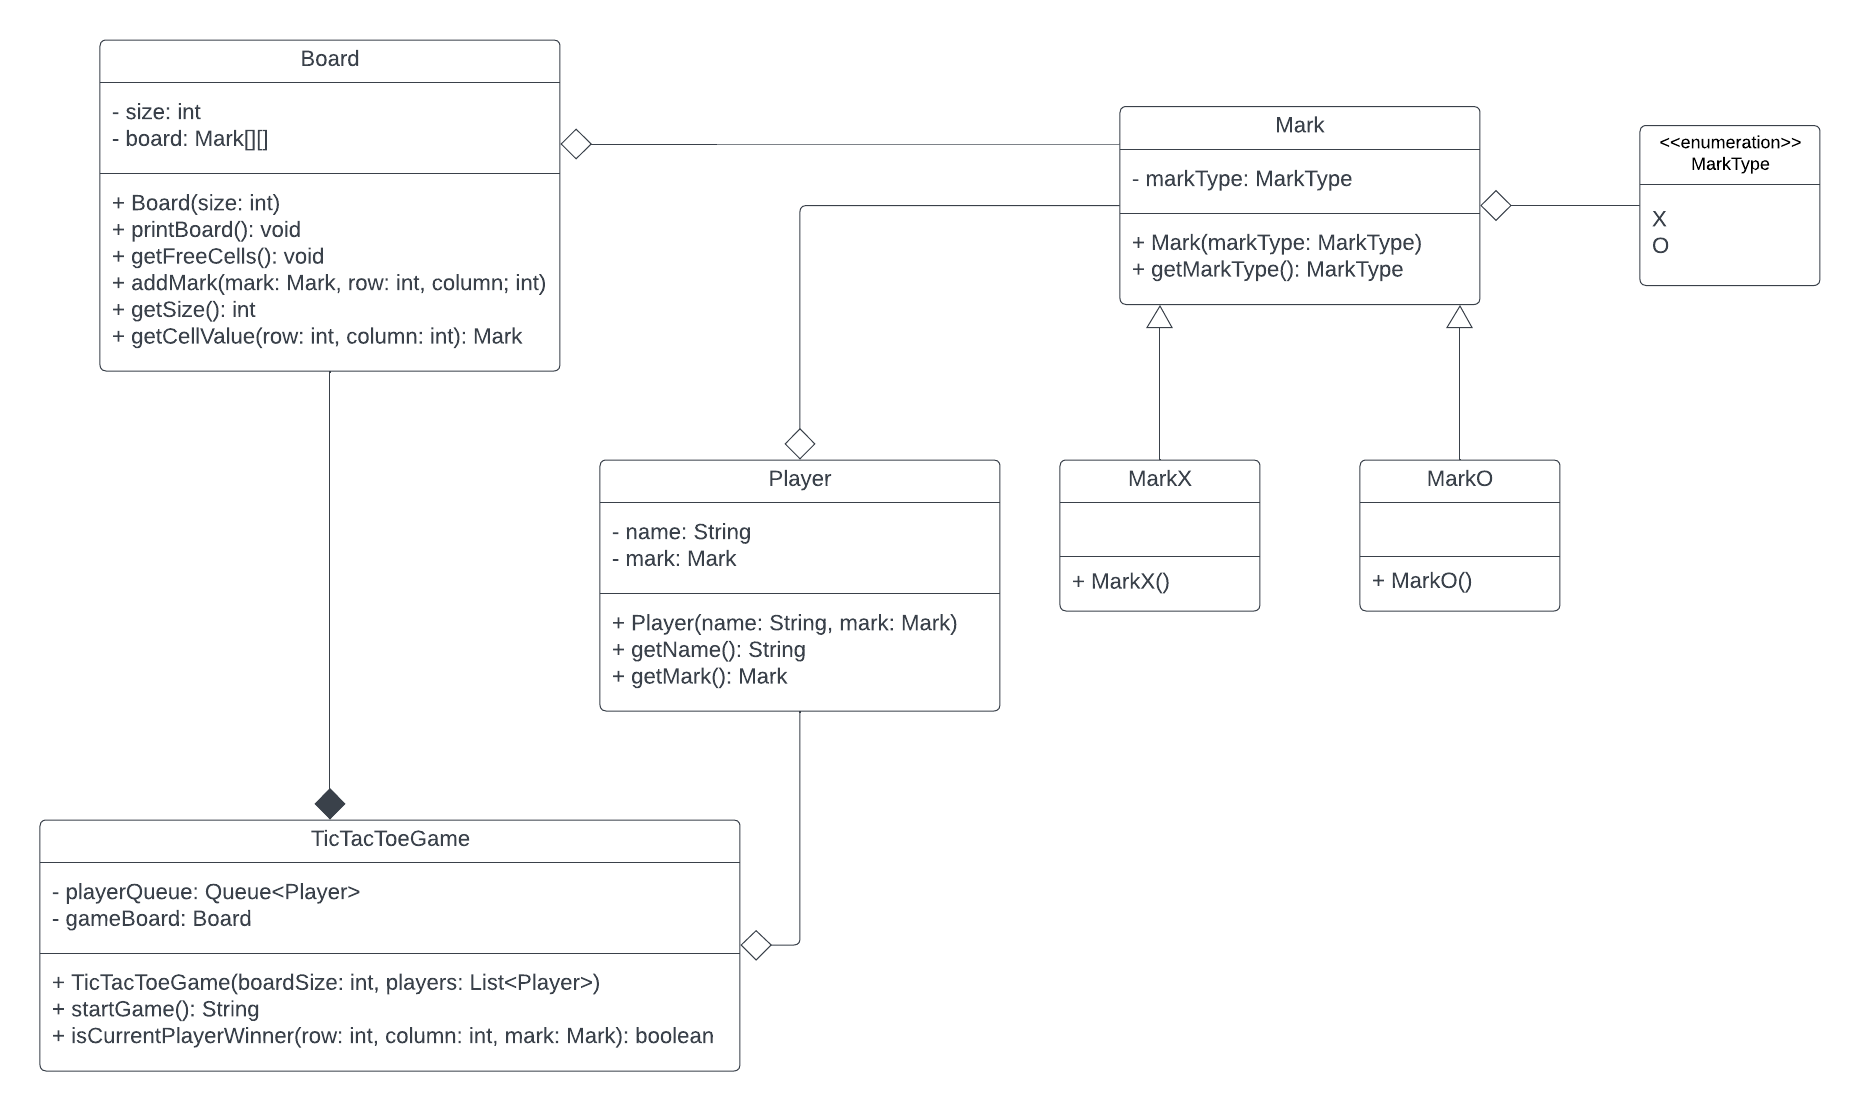 Board
- size: int
- board: Mark[][]
+ Board(size: int)
+ printBoard(): void
+ getFreeCells(): void
+ addMark(mark: Mark, row: int, column; int)
+ getSize(): int
+ getCellValue(row: int, column: int): Mark
Mark
- markType: MarkType
+ Mark(markType: MarkType)
+ getMarkType(): MarkType
<<enumeration>>
MarkType
X
O
Player
- name: String
- mark: Mark
+ Player(name: String, mark: Mark)
+ getName(): String
+ getMark(): Mark
MarkX
+ MarkX()
MarkO
+ MarkO()
TicTacToeGame
- playerQueue: Queue<Player>
- gameBoard: Board
+ TicTacToeGame(boardSize: int, players: List<Player>)
+ startGame(): String
+ isCurrentPlayerWinner(row: int, column: int, mark: Mark): boolean